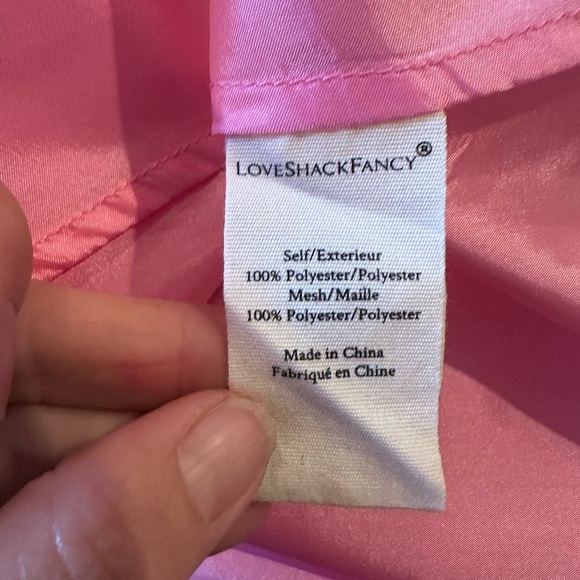 LOVESHACKFANCY®
Self/Exterieur
100% Polyester/Polyester
Mesh/Maille
100% Polyester/Polyester
Made in China
Fabriqué en Chine